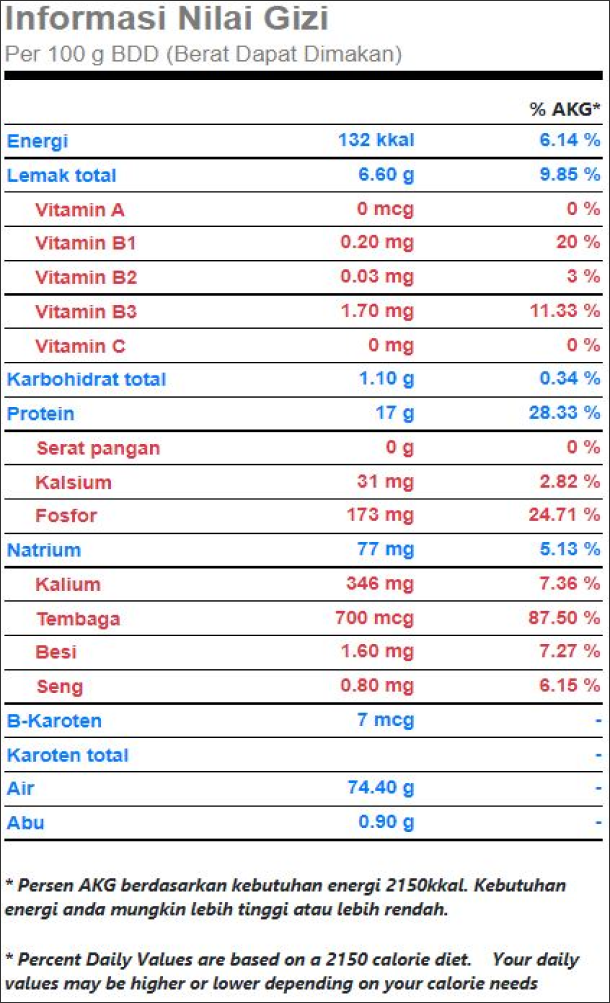 Informasi Nilai Gizi
Per 100 g BDD (Berat Dapat Dimakan)
% AKG*
Energi 132 kkal 6.14 %
Lemak total 6.60 g 9.85 %
Vitamin A 0 mcg 0 %
Vitamin B1 0.20 mg 20 %
Vitamin B2 0.03 mg 3 %
Vitamin B3 1.70 mg 11.33 %
Vitamin C 0 mg 0 %
Karbohidrat total 1.10 g 0.34 %
Protein 17 g 28.33 %
Serat pangan 0 g 0 %
Kalsium 31 mg 2.82 %
Fosfor 173 mg 24.71 %
Natrium 77 mg 5.13 %
Kalium 346 mg 7.36 %
Tembaga 700 mcg 87.50 %
Besi 1.60 mg 7.27 %
Seng 0.80 mg 6.15 %
B-Karoten 7 mcg -
Karoten total -
Air 74.40 g -
Abu 0.90 g -
* Persen AKG berdasarkan kebutuhan energi 2150kkal. Kebutuhan
energi anda mungkin lebih tinggi atau lebih rendah.
* Percent Daily Values are based on a 2150 calorie diet. Your daily
values may be higher or lower depending on your calorie needs